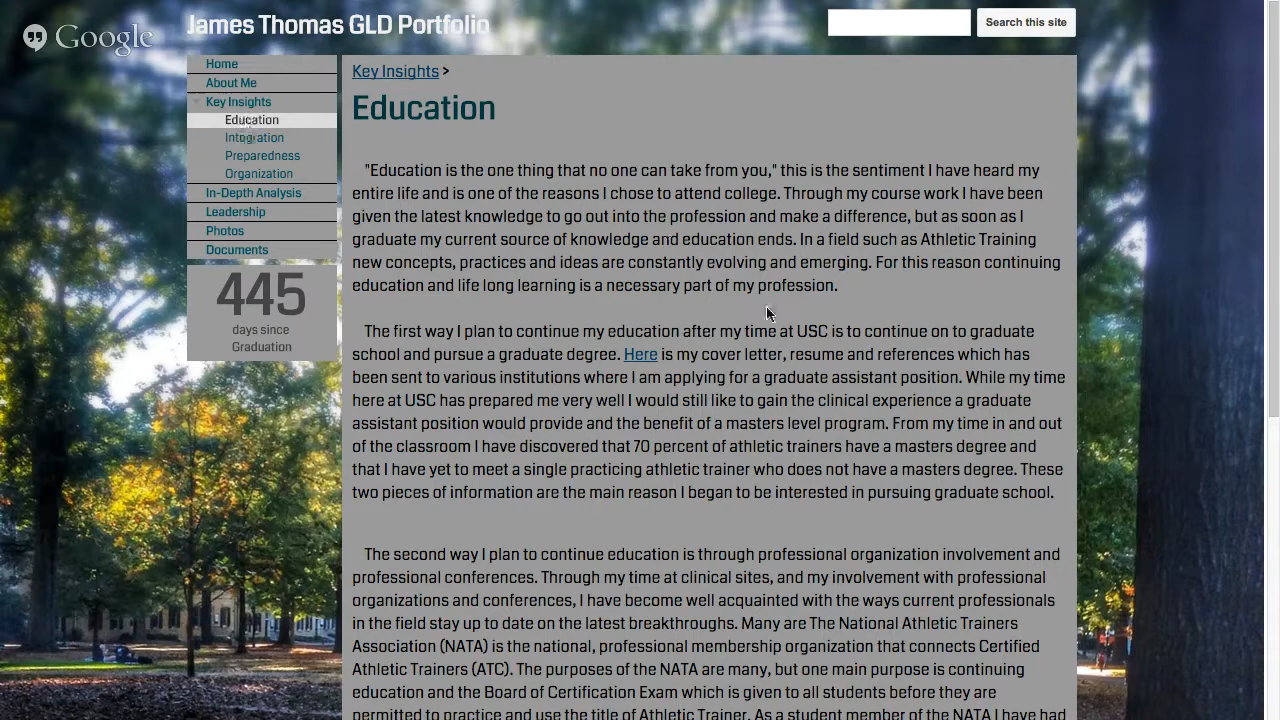 Google
James Thomas GLD Portfolio
Search this site
Home
About Me
Key Insights
Education
Integration
Preparedness
Organization
In-Depth Analysis
Leadership
Photos
Documents
445
days since
Graduation
Key Insights >
Education
"Education is the one thing that no one can take from you," this is the sentiment I have heard my
entire life and is one of the reasons I chose to attend college. Through my course work I have been
given the latest knowledge to go out into the profession and make a difference, but as soon as I
graduate my current source of knowledge and education ends. In a field such as Athletic Training
new concepts, practices and ideas are constantly evolving and emerging. For this reason continuing
education and life long learning is a necessary part of my profession.
The first way I plan to continue my education after my time at USC is to continue on to graduate
school and pursue a graduate degree. Here is my cover letter, resume and references which has
been sent to various institutions where I am applying for a graduate assistant position. While my time
here at USC has prepared me very well I would still like to gain the clinical experience a graduate
assistant position would provide and the benefit of a masters level program. From my time in and out
of the classroom I have discovered that 70 percent of athletic trainers have a masters degree and
that I have yet to meet a single practicing athletic trainer who does not have a masters degree. These
two pieces of information are the main reason I began to be interested in pursuing graduate school.
The second way I plan to continue education is through professional organization involvement and
professional conferences. Through my time at clinical sites, and my involvement with professional
organizations and conferences, I have become well acquainted with the ways current professionals
in the field stay up to date on the latest breakthroughs. Many are The National Athletic Trainers
Association (NATA) is the national, professional membership organization that connects Certified
Athletic Trainers (ATC). The purposes of the NATA are many, but one main purpose is continuing
education and the Board of Certification Exam which is given to all students before they are
permitted to practice and use the title of Athletic Trainer. As a student member of the NATA I have had